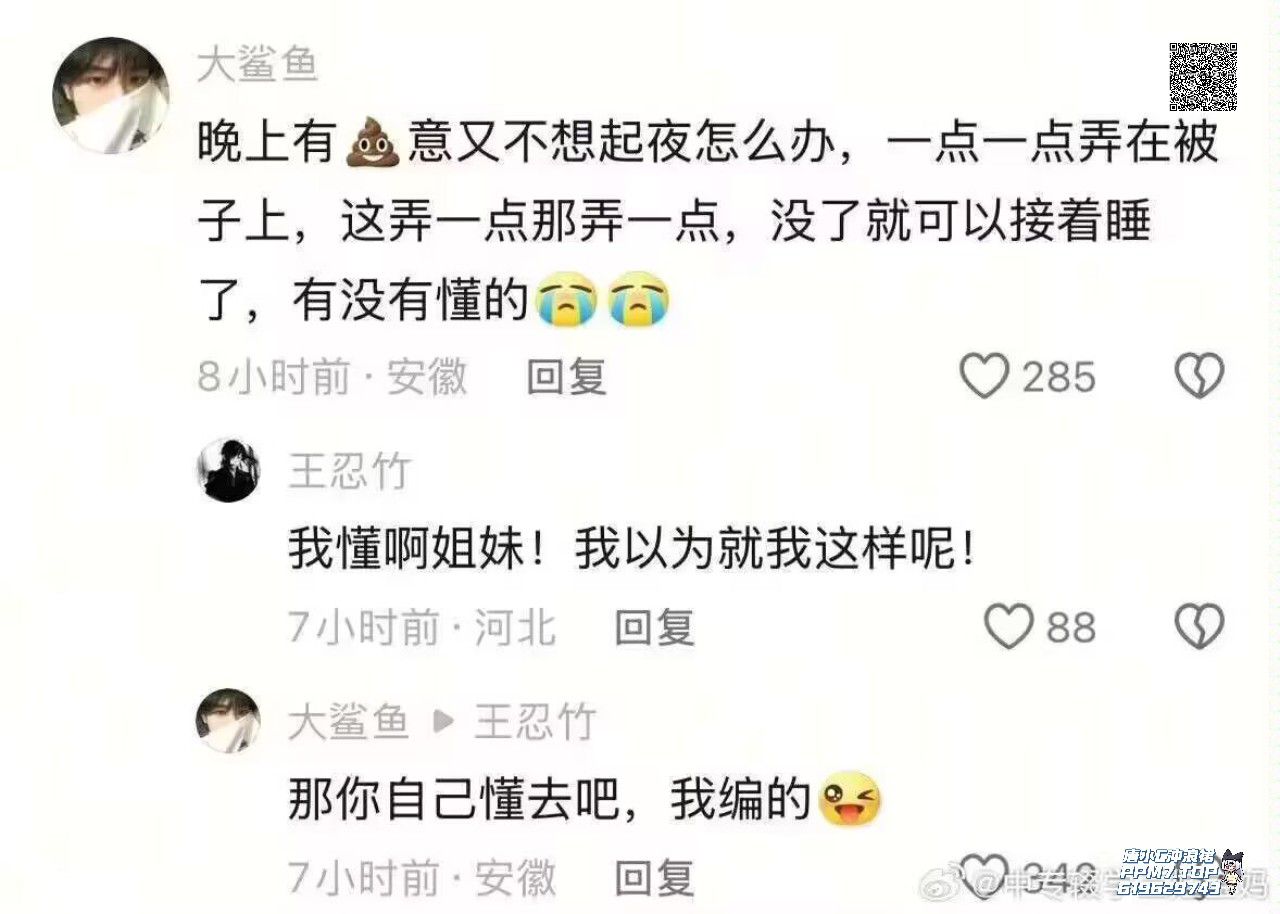 大鲨鱼
晚上有💩意又不想起夜怎么办，一点一点弄在被
子上，这弄一点那弄一点，没了就可以接着睡
了，有没有懂的😭😭
8小时前·安徽 回复 285
王忍竹
我懂啊姐妹！我以为就我这样呢！
7小时前·河北 回复 88
大鲨鱼 ▶ 王忍竹
那你自己懂去吧，我编的😜
7小时前·安徽 回复
@中专辍学
APM7.TOP
619629743